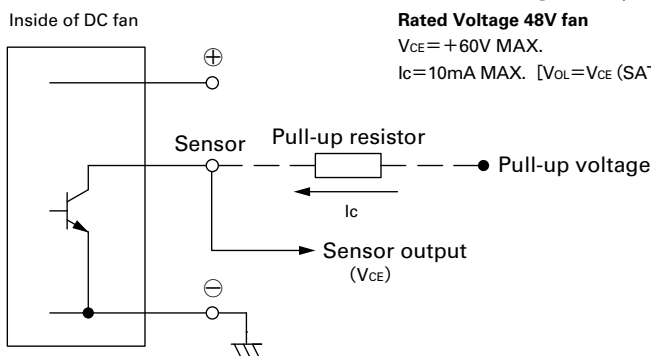 Inside of DC fan
Rated Voltage 48V fan
VCE=+60V MAX.
Ic=10mA MAX. [VOL=VCE (SAT
⊕
Sensor
Pull-up resistor
Pull-up voltage
Ic
Sensor output
(VCE)
⊖